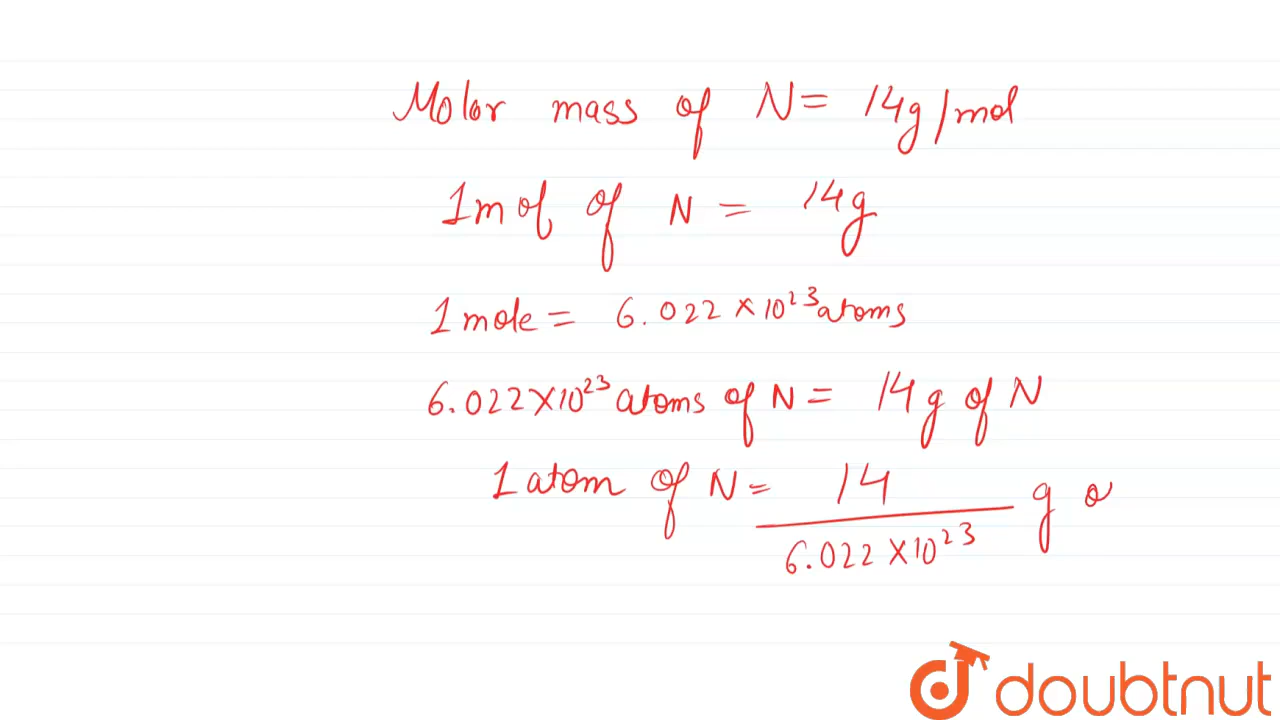 Molar mass of N = 14g/mol
1mol of N = 14g
1 mole = 6.022 × 10²³ atoms
6.022×10²³ atoms of N = 14g of N
1 atom of N = 14/6.022×10²³ g o
doubtnut